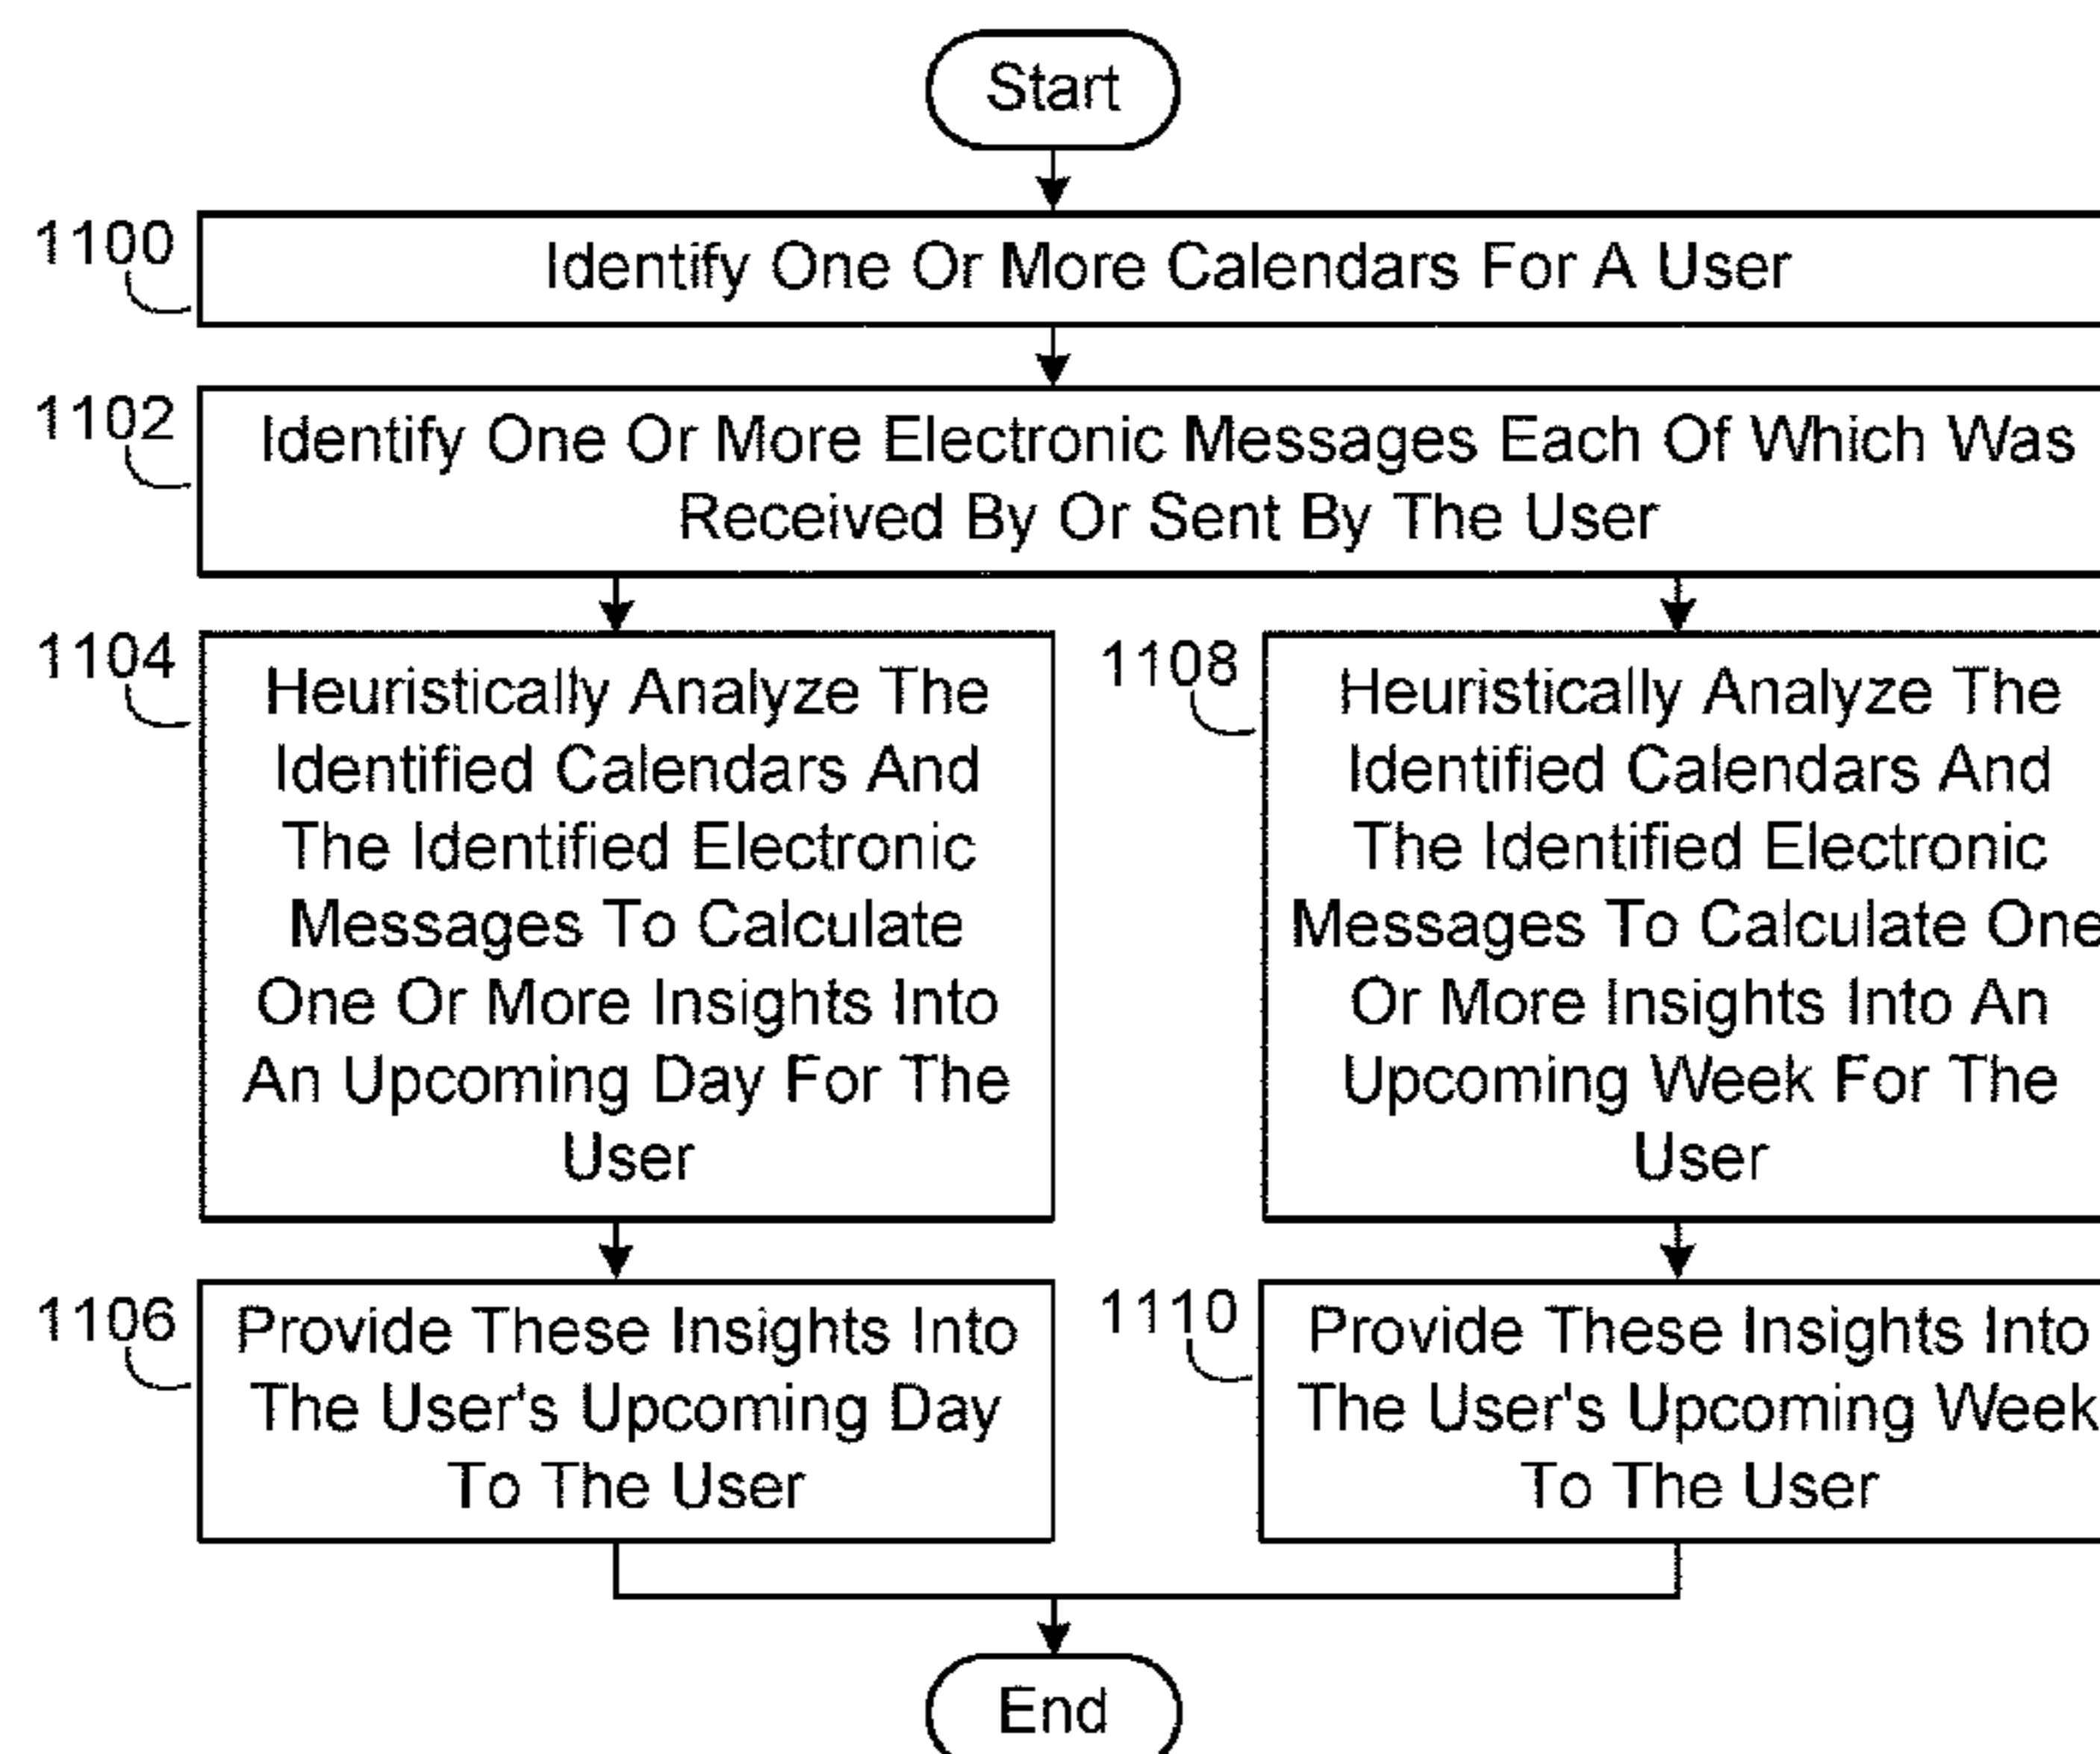 Start
1100
Identify One Or More Calendars For A User
1102
Identify One Or More Electronic Messages Each Of Which Was
Received By Or Sent By The User
1104
Heuristically Analyze The
Identified Calendars And
The Identified Electronic
Messages To Calculate
One Or More Insights Into
An Upcoming Day For The
User
1108
Heuristically Analyze The
Identified Calendars And
The Identified Electronic
Messages To Calculate One
Or More Insights Into An
Upcoming Week For The
User
1106
Provide These Insights Into
The User's Upcoming Day
To The User
1110
Provide These Insights Into
The User's Upcoming Week
To The User
End